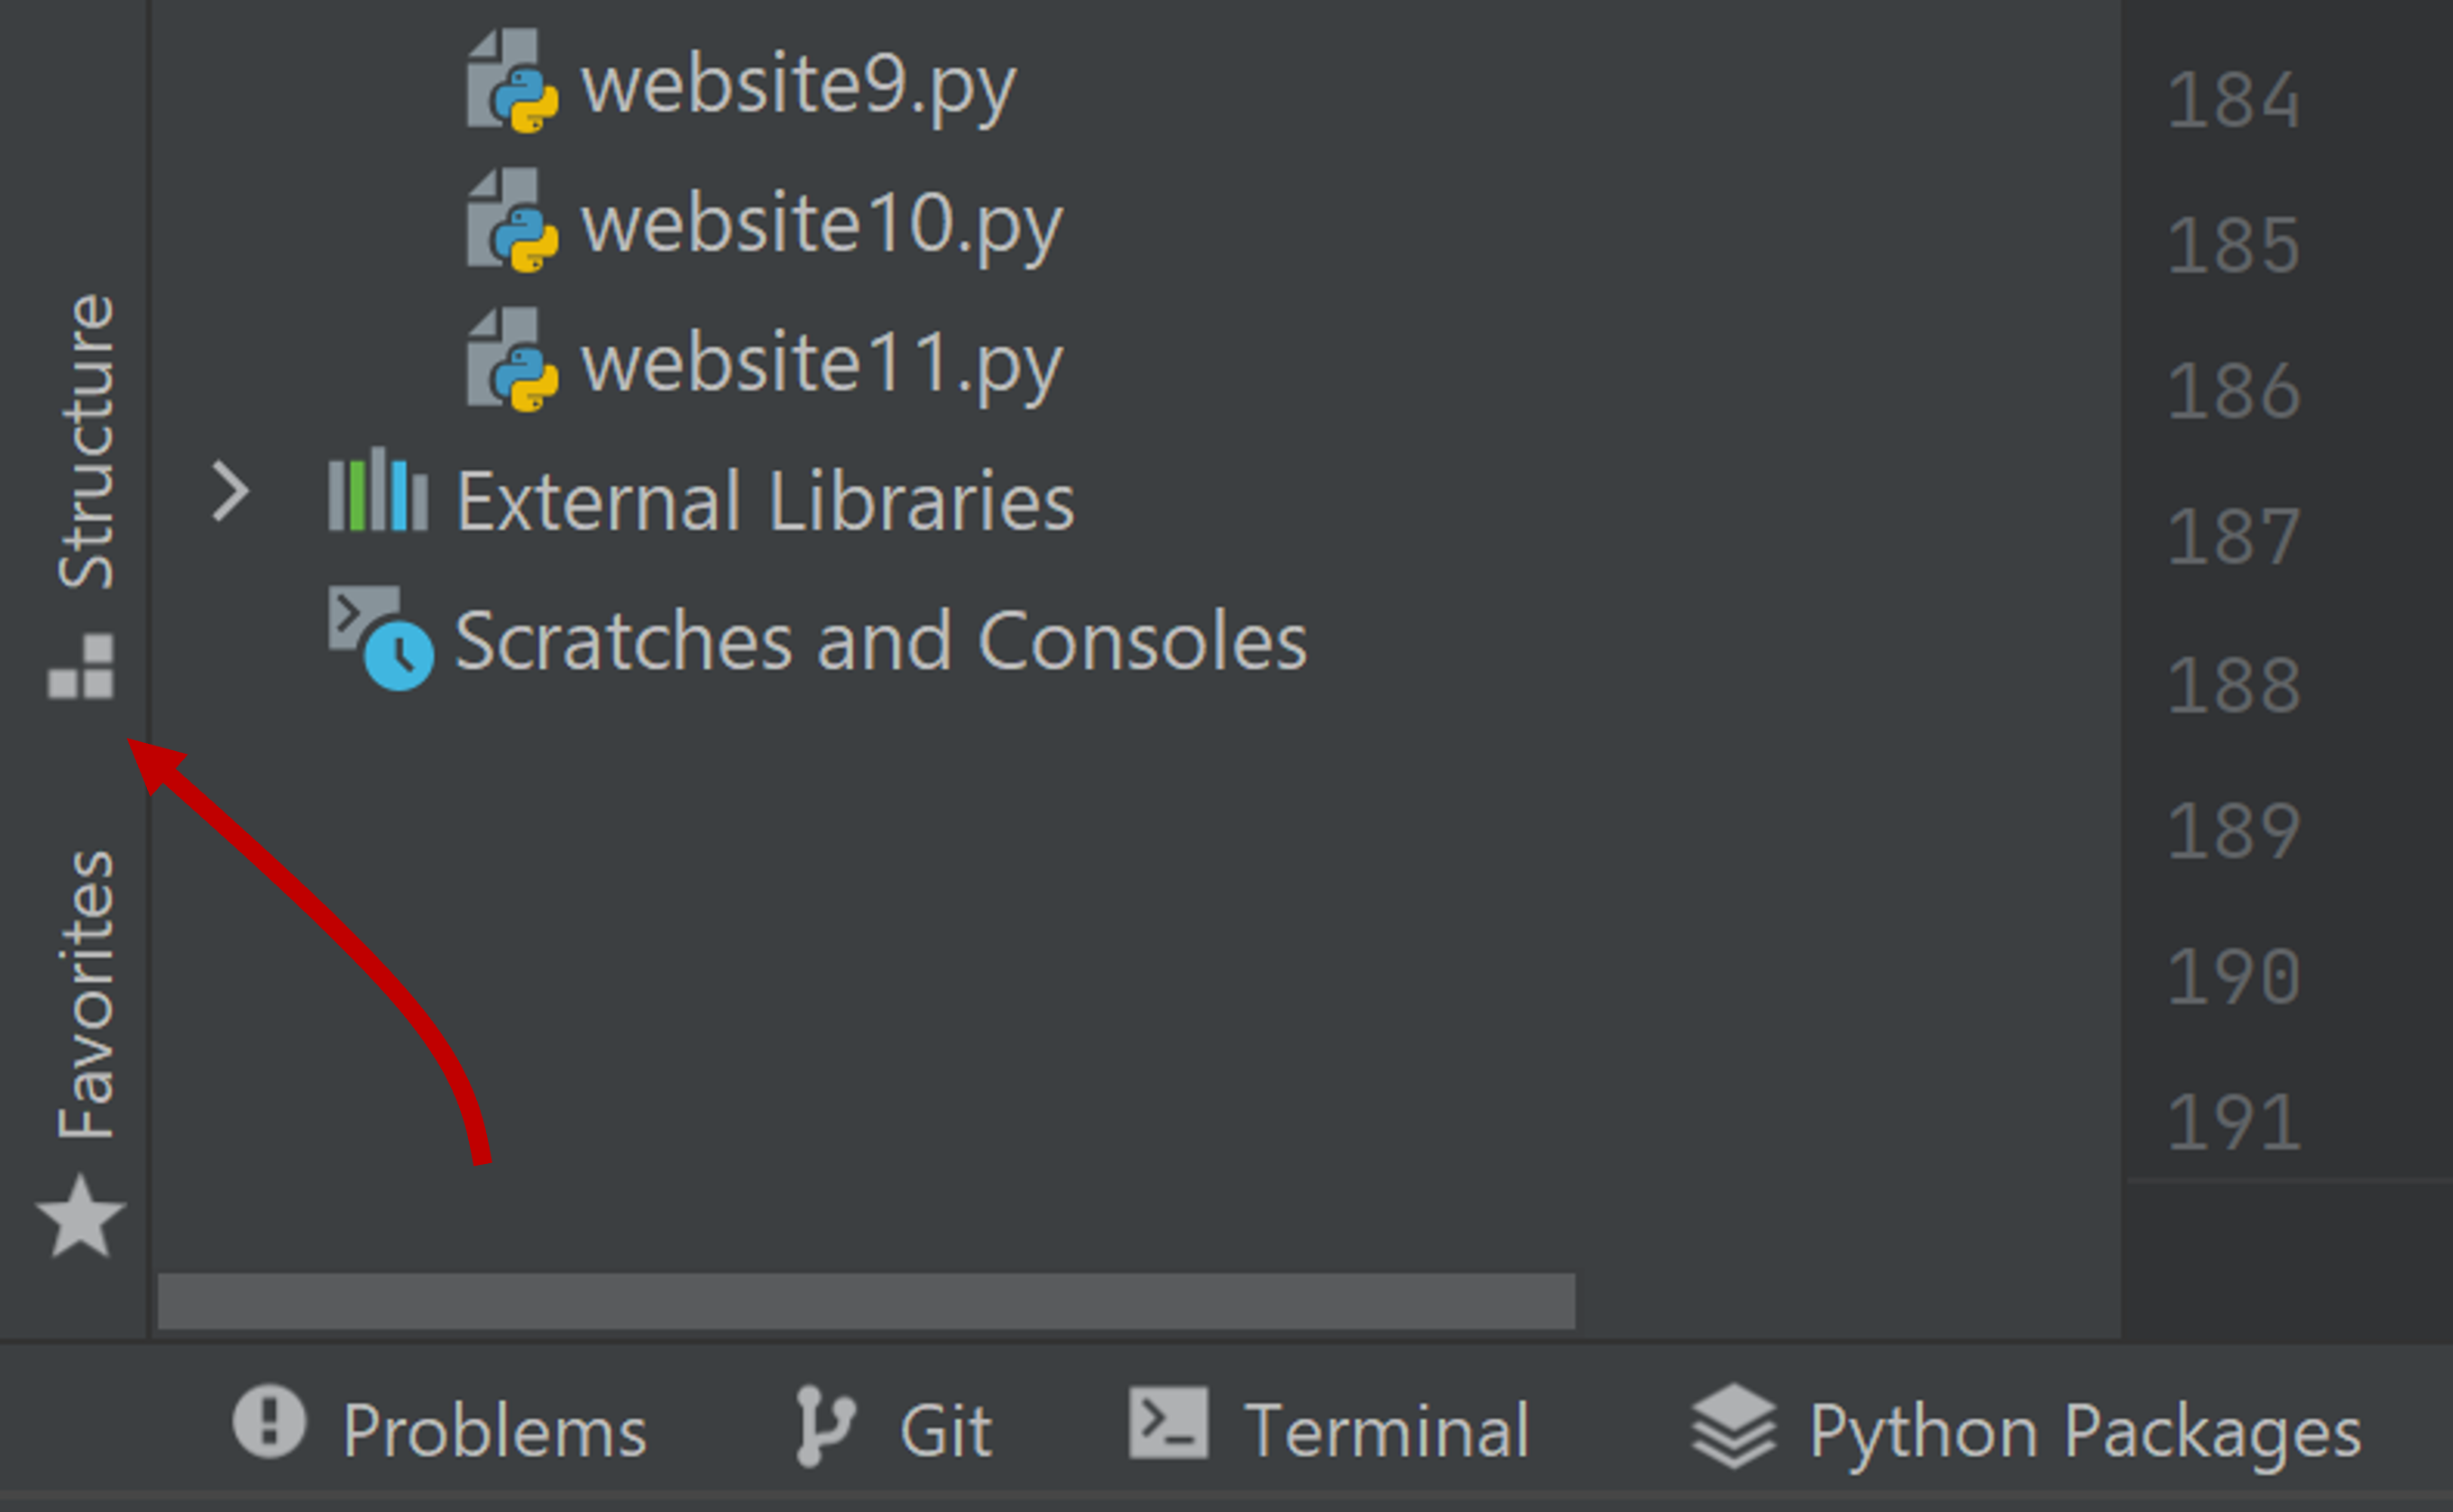 website9.py
website10.py
website11.py
External Libraries
Scratches and Consoles
Structure
Favorites
184
185
186
187
188
189
190
191
Problems
Git
Terminal
Python Packages